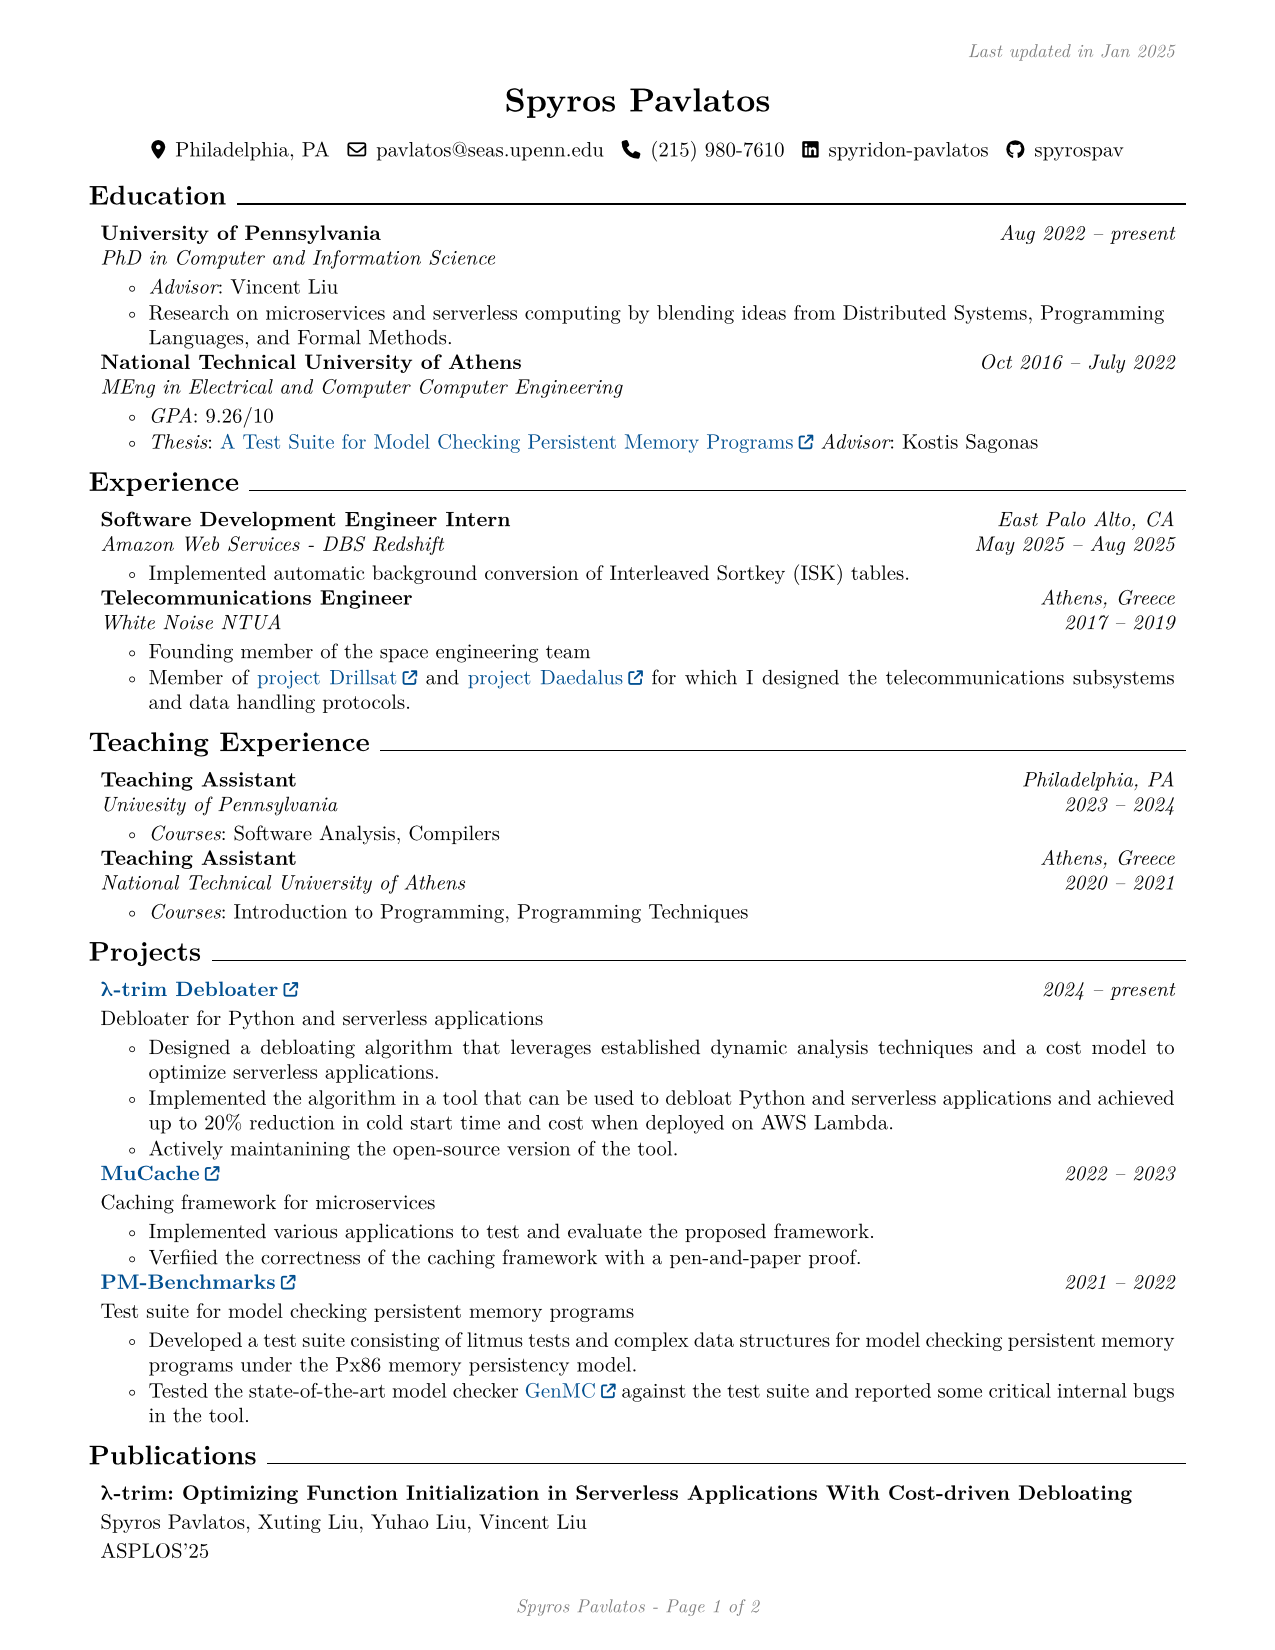 Last updated in Jan 2025
Spyros Pavlatos
Philadelphia, PA pavlatos@seas.upenn.edu (215) 980-7610 spyridon-pavlatos spyrospav
Education
University of Pennsylvania Aug 2022 – present
PhD in Computer and Information Science
◦ Advisor: Vincent Liu
◦ Research on microservices and serverless computing by blending ideas from Distributed Systems, Programming
Languages, and Formal Methods.
National Technical University of Athens Oct 2016 – July 2022
MEng in Electrical and Computer Computer Engineering
◦ GPA: 9.26/10
◦ Thesis: A Test Suite for Model Checking Persistent Memory Programs Advisor: Kostis Sagonas
Experience
Software Development Engineer Intern East Palo Alto, CA
Amazon Web Services - DBS Redshift May 2025 – Aug 2025
◦ Implemented automatic background conversion of Interleaved Sortkey (ISK) tables.
Telecommunications Engineer Athens, Greece
White Noise NTUA 2017 – 2019
◦ Founding member of the space engineering team
◦ Member of project Drillsat and project Daedalus for which I designed the telecommunications subsystems
and data handling protocols.
Teaching Experience
Teaching Assistant Philadelphia, PA
Univesity of Pennsylvania 2023 – 2024
◦ Courses: Software Analysis, Compilers
Teaching Assistant Athens, Greece
National Technical University of Athens 2020 – 2021
◦ Courses: Introduction to Programming, Programming Techniques
Projects
λ-trim Debloater 2024 – present
Debloater for Python and serverless applications
◦ Designed a debloating algorithm that leverages established dynamic analysis techniques and a cost model to
optimize serverless applications.
◦ Implemented the algorithm in a tool that can be used to debloat Python and serverless applications and achieved
up to 20% reduction in cold start time and cost when deployed on AWS Lambda.
◦ Actively maintanining the open-source version of the tool.
MuCache 2022 – 2023
Caching framework for microservices
◦ Implemented various applications to test and evaluate the proposed framework.
◦ Verfiied the correctness of the caching framework with a pen-and-paper proof.
PM-Benchmarks 2021 – 2022
Test suite for model checking persistent memory programs
◦ Developed a test suite consisting of litmus tests and complex data structures for model checking persistent memory
programs under the Px86 memory persistency model.
◦ Tested the state-of-the-art model checker GenMC against the test suite and reported some critical internal bugs
in the tool.
Publications
λ-trim: Optimizing Function Initialization in Serverless Applications With Cost-driven Debloating
Spyros Pavlatos, Xuting Liu, Yuhao Liu, Vincent Liu
ASPLOS'25
Spyros Pavlatos - Page 1 of 2